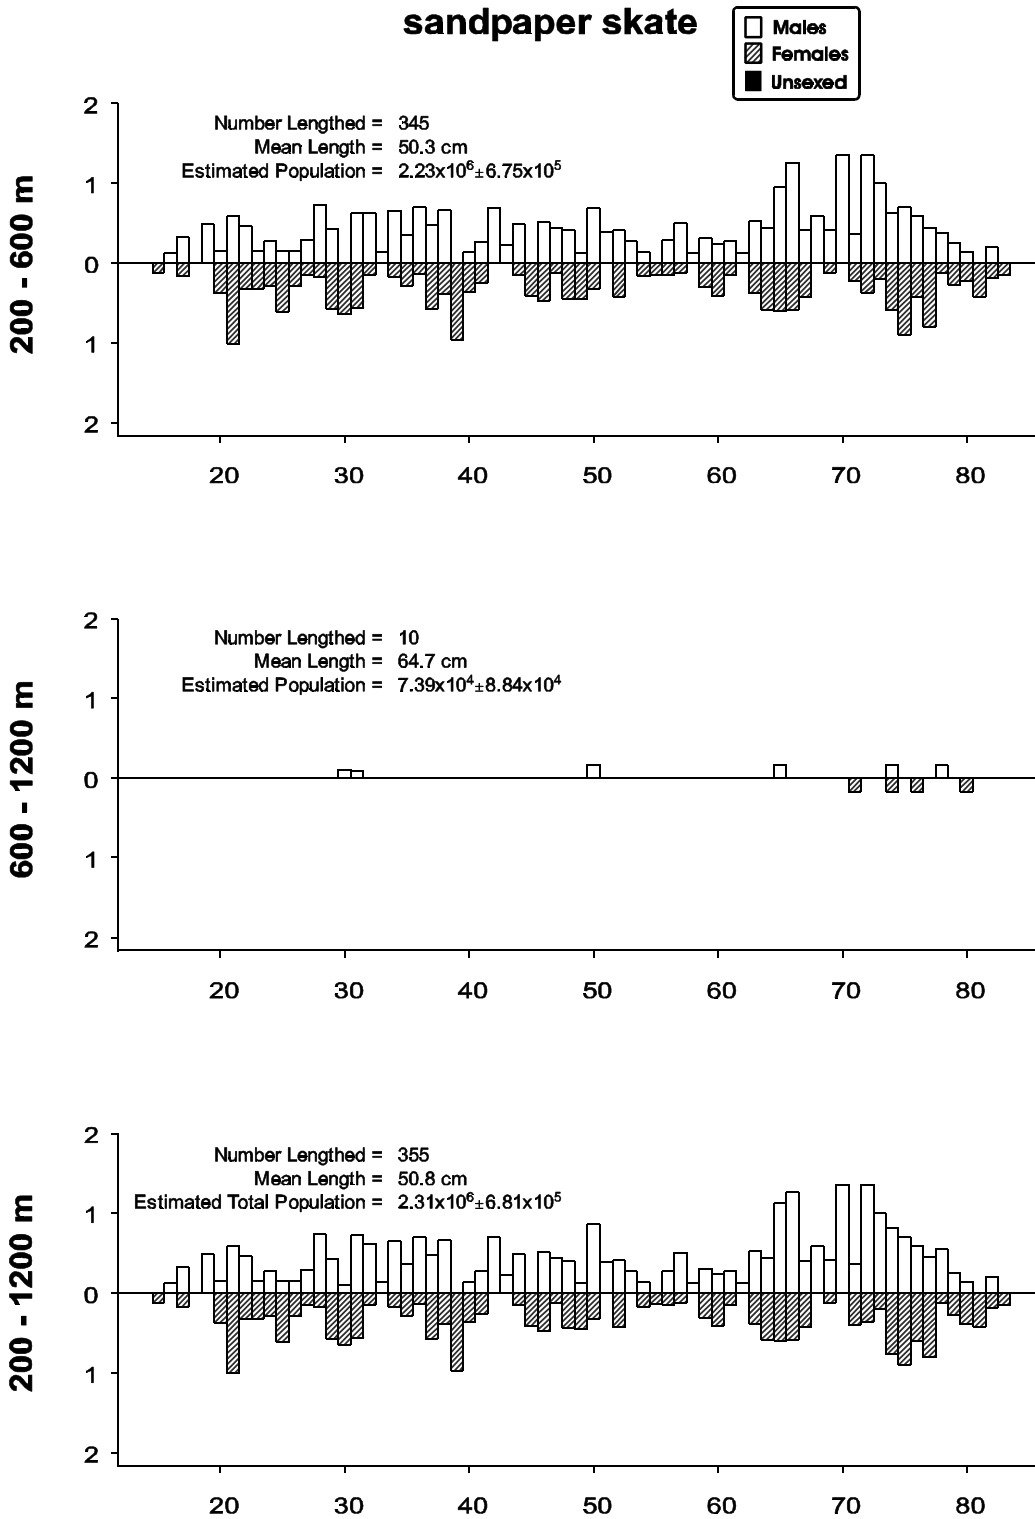 sandpaper skate
Males
Females
Unsexed
200 - 600 m
2
1
0
1
2
Number Lengthed = 345
Mean Length = 50.3 cm
Estimated Population = 2.23x10⁶±6.75x10⁵
20 30 40 50 60 70 80
600 - 1200 m
2
1
0
1
2
Number Lengthed = 10
Mean Length = 64.7 cm
Estimated Population = 7.39x10⁴±8.84x10⁴
20 30 40 50 60 70 80
200 - 1200 m
2
1
0
1
2
Number Lengthed = 355
Mean Length = 50.8 cm
Estimated Total Population = 2.31x10⁶±6.81x10⁵
20 30 40 50 60 70 80